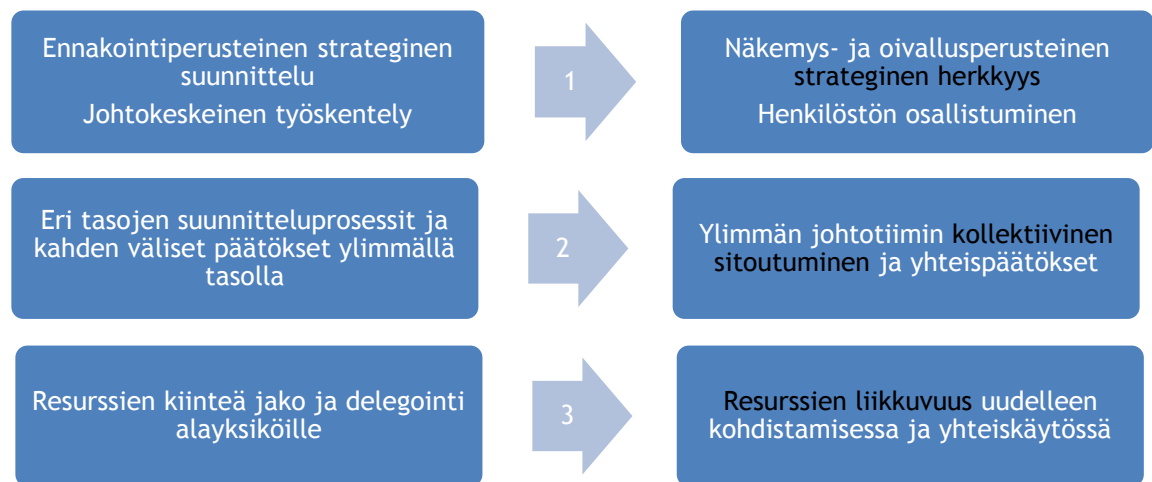 Ennakointiperusteinen strateginen
suunnittelu
Johtokeskeinen työskentely
1
Näkemys- ja oivallusperusteinen
strateginen herkkyys
Henkilöstön osallistuminen
Eri tasojen suunnitteluprosessit ja
kahden väliset päätökset ylimmällä
tasolla
2
Ylimmän johtotiimin kollektiivinen
sitoutuminen ja yhteispäätökset
Resurssien kiinteä jako ja delegointi
alayksiköille
3
Resurssien liikkuvuus uudelleen
kohdistamisessa ja yhteiskäytössä